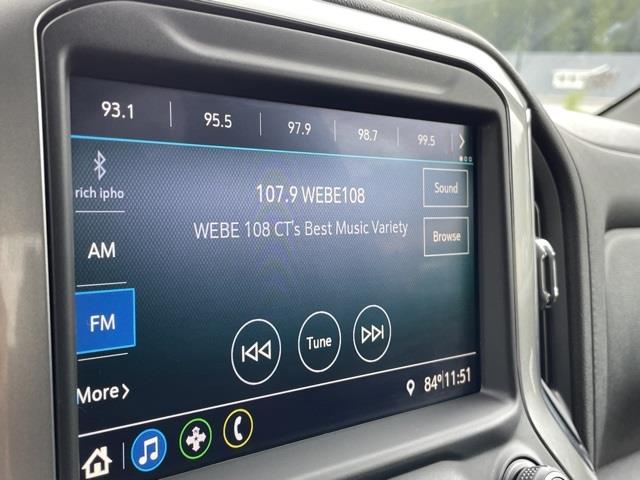 93.1 95.5 97.9 98.7 99.5
rich ipho
107.9 WEBE108
Sound
WEBE 108 CT's Best Music Variety
Browse
AM
FM
Tune
More
84° 11:51